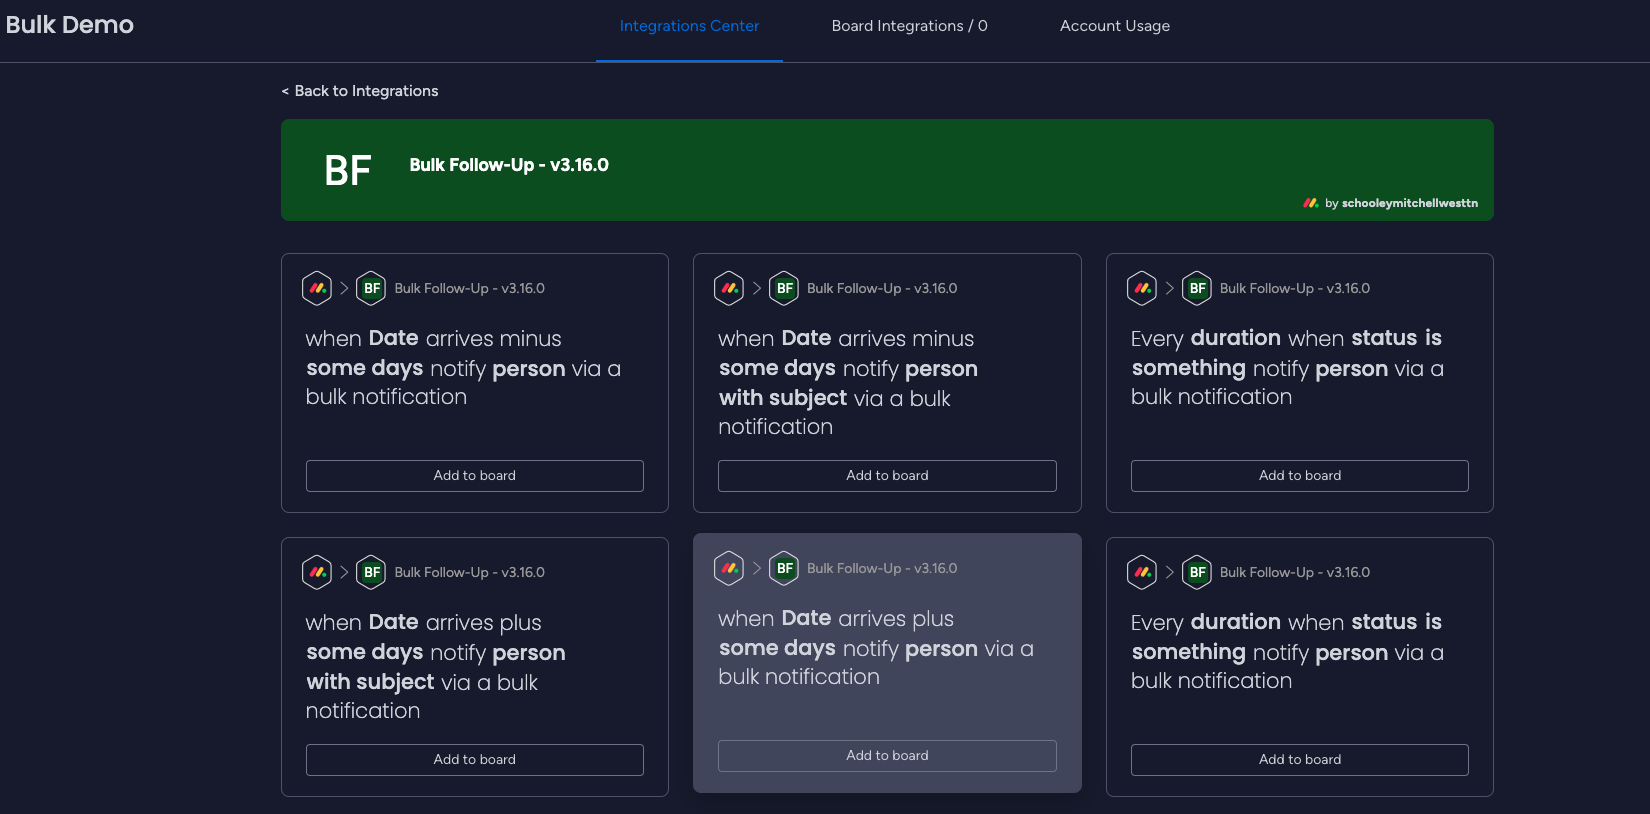 Bulk Demo
Integrations Center
Board Integrations / 0
Account Usage
< Back to Integrations
BF
Bulk Follow-Up - v3.16.0
by schooleymitchellwesttn
BF Bulk Follow-Up - v3.16.0
when Date arrives minus
some days notify person via a
bulk notification
Add to board
BF Bulk Follow-Up - v3.16.0
when Date arrives minus
some days notify person
with subject via a bulk
notification
Add to board
BF Bulk Follow-Up - v3.16.0
Every duration when status is
something notify person via a
bulk notification
Add to board
BF Bulk Follow-Up - v3.16.0
when Date arrives plus
some days notify person
with subject via a bulk
notification
Add to board
BF Bulk Follow-Up - v3.16.0
when Date arrives plus
some days notify person via a
bulk notification
Add to board
BF Bulk Follow-Up - v3.16.0
Every duration when status is
something notify person via a
bulk notification
Add to board